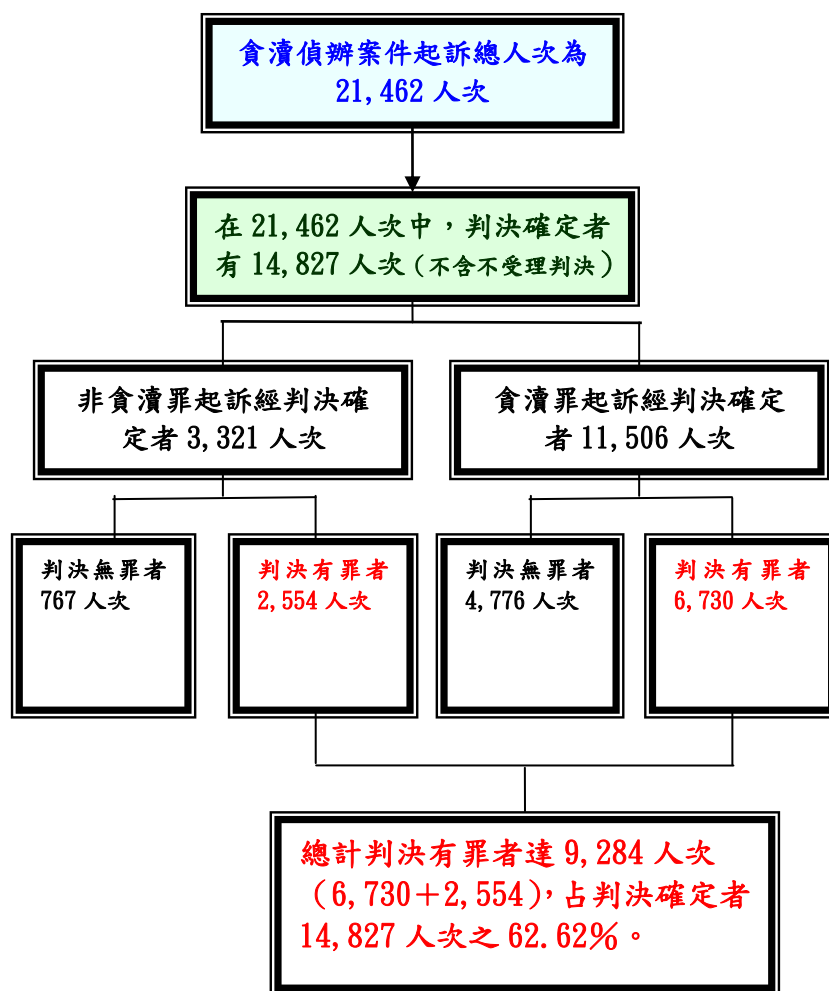 貪瀆偵辦案件起訴總人次為
21,462 人次
在 21,462 人次中，判決確定者
有 14,827 人次（不含不受理判決）
非貪瀆罪起訴經判決確
定者 3,321 人次
貪瀆罪起訴經判決確定
者 11,506 人次
判決無罪者
767 人次
判決有罪者
2,554 人次
判決無罪者
4,776 人次
判決有罪者
6,730 人次
總計判決有罪者達 9,284 人次
（6,730＋2,554），占判決確定者
14,827 人次之 62.62％。